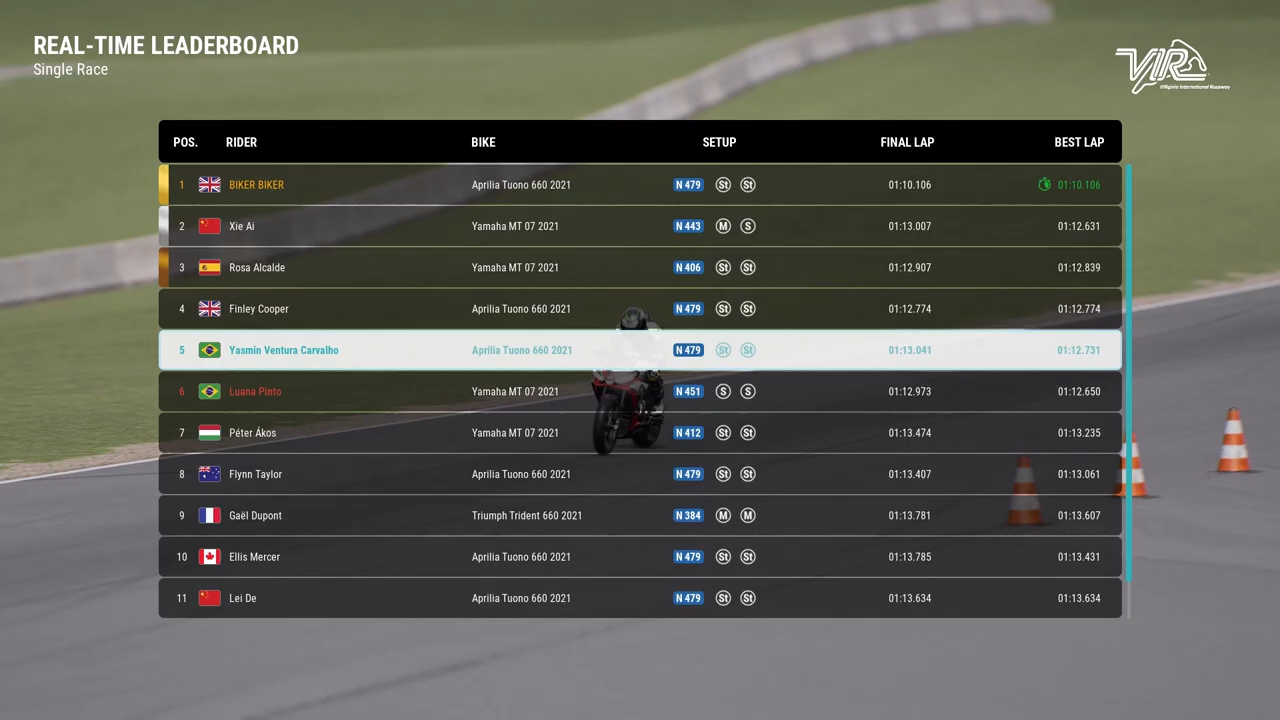 REAL-TIME LEADERBOARD
Single Race
VIR
VIRginia International Raceway
POS. RIDER BIKE SETUP FINAL LAP BEST LAP
1 BIKER BIKER Aprilia Tuono 660 2021 N 479 St St 01:10.106 01:10.106
2 Xie Ai Yamaha MT 07 2021 N 443 M S 01:13.007 01:12.631
3 Rosa Alcalde Yamaha MT 07 2021 N 406 St St 01:12.907 01:12.839
4 Finley Cooper Aprilia Tuono 660 2021 N 479 St St 01:12.774 01:12.774
5 Yasmin Ventura Carvalho Aprilia Tuono 660 2021 N 479 St St 01:13.041 01:12.731
6 Luana Pinto Yamaha MT 07 2021 N 451 S S 01:12.973 01:12.650
7 Péter Ákos Yamaha MT 07 2021 N 412 St St 01:13.474 01:13.235
8 Flynn Taylor Aprilia Tuono 660 2021 N 479 St St 01:13.407 01:13.061
9 Gaël Dupont Triumph Trident 660 2021 N 384 M M 01:13.781 01:13.607
10 Ellis Mercer Aprilia Tuono 660 2021 N 479 St St 01:13.785 01:13.431
11 Lei De Aprilia Tuono 660 2021 N 479 St St 01:13.634 01:13.634